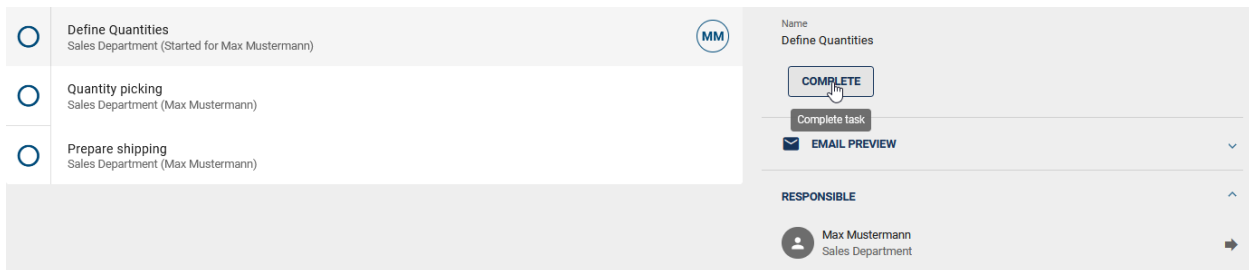 Define Quantities
Sales Department (Started for Max Mustermann)
MM
Quantity picking
Sales Department (Max Mustermann)
Prepare shipping
Sales Department (Max Mustermann)
Name
Define Quantities
COMPLETE
Complete task
EMAIL PREVIEW
RESPONSIBLE
Max Mustermann
Sales Department